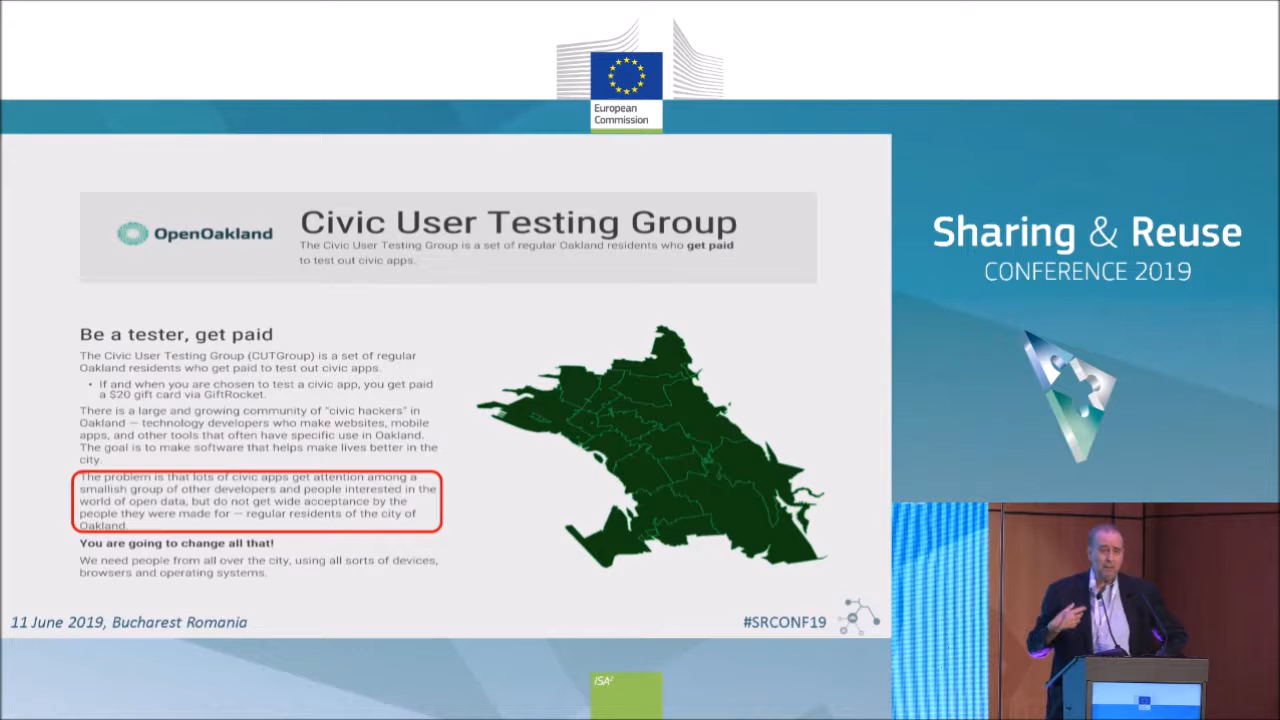 European
Commission
OpenOakland
Civic User Testing Group
The Civic User Testing Group is a set of regular Oakland residents who get paid
to test out civic apps.
Sharing & Reuse
CONFERENCE 2019
Be a tester, get paid
The Civic User Testing Group (CUTGroup) is a set of regular
Oakland residents who get paid to test out civic apps.
• If and when you are chosen to test a civic app, you get paid
a $20 gift card via GiftRocket.
There is a large and growing community of "civic hackers" in
Oakland — technology developers who make websites, mobile
apps, and other tools that often have specific use in Oakland.
The goal is to make software that helps make lives better in the
city.
The problem is that lots of civic apps get attention among a
smallish group of other developers and people interested in the
world of open data, but do not get wide acceptance by the
people they were made for — regular residents of the city of
Oakland.
You are going to change all that!
We need people from all over the city, using all sorts of devices,
browsers and operating systems.
11 June 2019, Bucharest Romania
#SRCONF19
ISA²